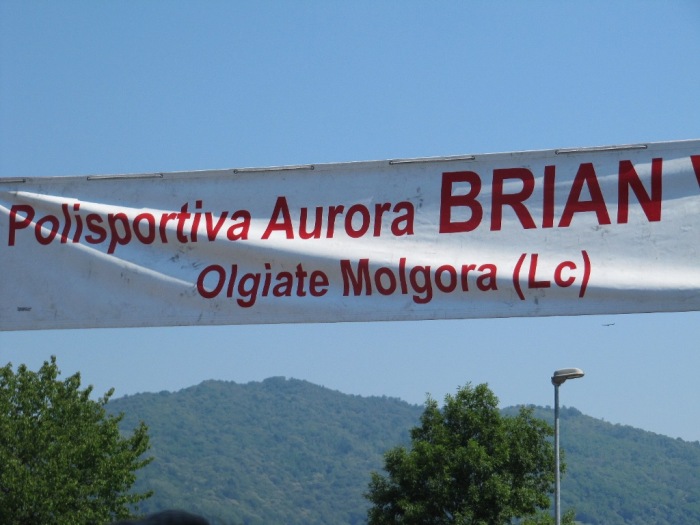 Polisportiva Aurora BRIAN
Olgiate Molgora (Lc)